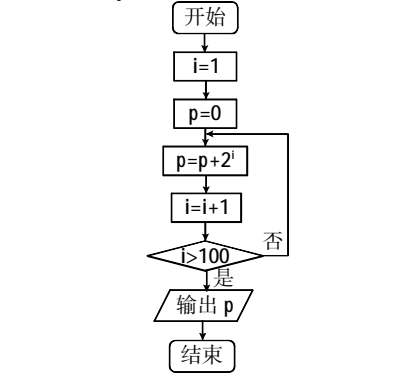 开始
i=1
p=0
p=p+2ⁱ
i=i+1
i>100
否
是
输出 p
结束